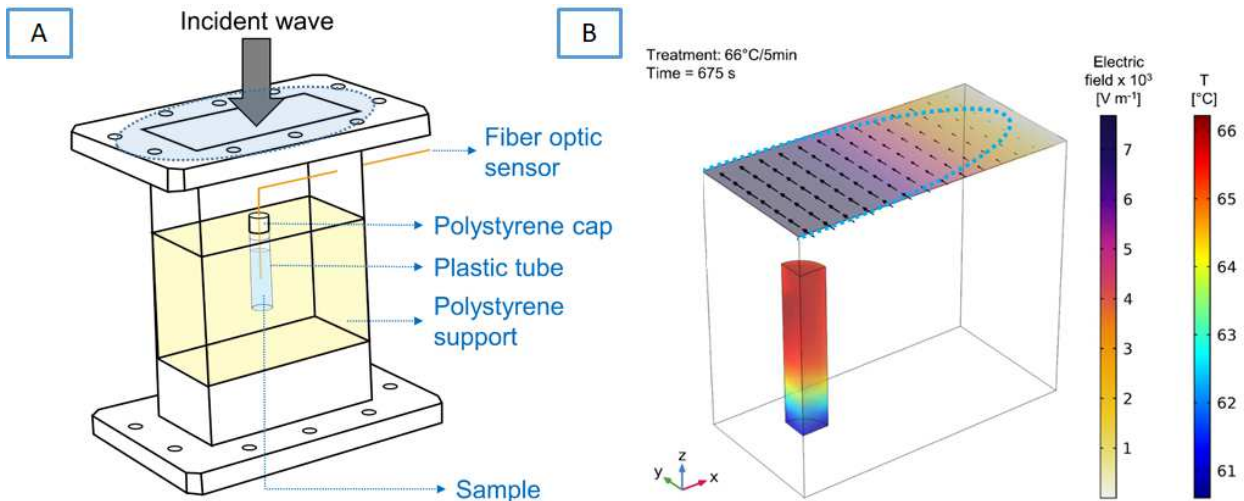 A
Incident wave
Fiber optic
sensor
Polystyrene cap
Plastic tube
Polystyrene
support
Sample
B
Treatment: 66°C/5min
Time = 675 s
Electric
field x 10³
[V m⁻¹]
T
[°C]
7
6
5
4
3
2
1
66
65
64
63
62
61
z
y
x